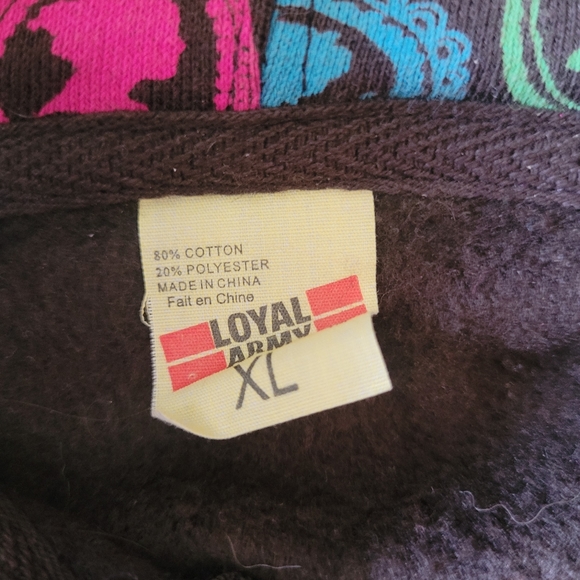 80% COTTON
20% POLYESTER
MADE IN CHINA
Fait en Chine
LOYAL
ARMY
XL